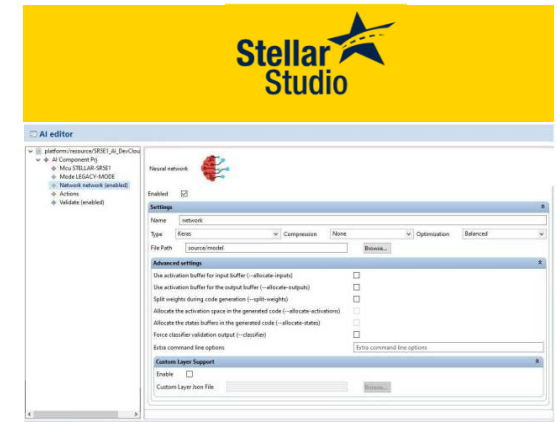 Stellar
Studio
AI editor
platform:/resource/SR5E1_AI_DevClou
AI Component Prj
Mcu STELLAR-SR5E1
Mode LEGACY-MODE
Network network (enabled)
Actions
Validate (enabled)
Neural network
Enabled
Settings
Name network
Type Keras Compression None Optimization Balanced
File Path source/model Browse...
Advanced settings
Use activation buffer for input buffer (--allocate-inputs)
Use activation buffer for the output buffer (--allocate-outputs)
Split weights during code generation (--split-weights)
Allocate the activation space in the generated code (--allocate-activations)
Allocate the states buffers in the generated code (--allocate-states)
Force classifier validation output (--classifier)
Extra command line options Extra command line options
Custom Layer Support
Enable
Custom Layer Json File Browse...